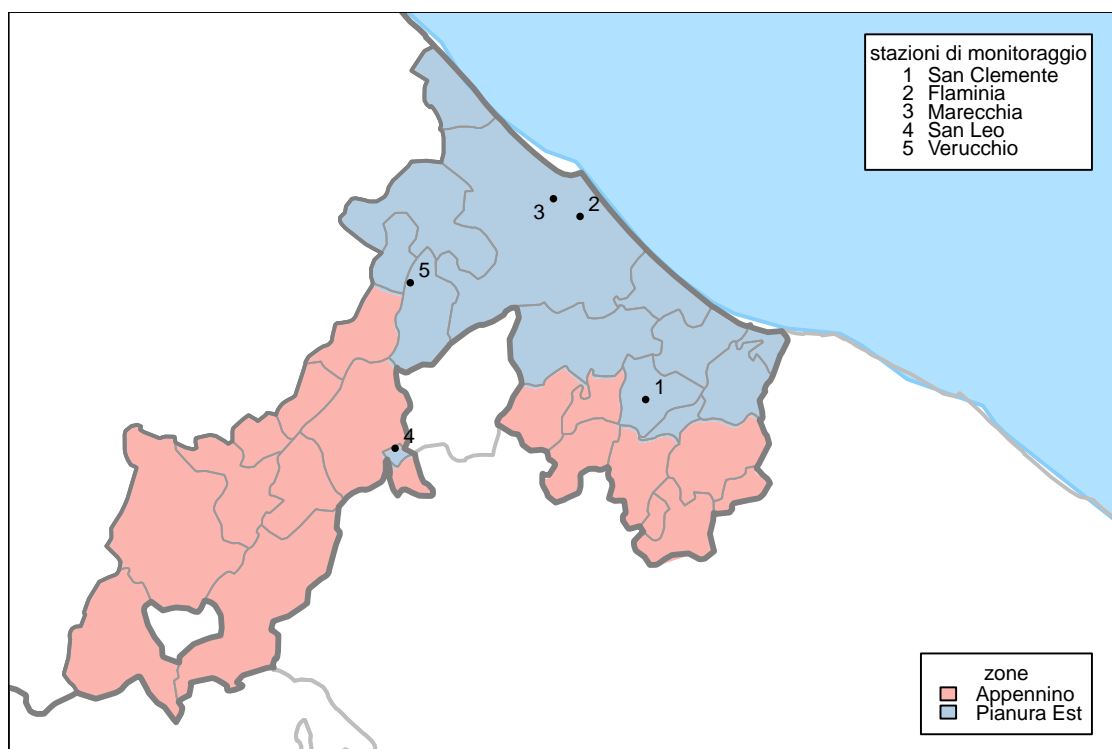 stazioni di monitoraggio
1 San Clemente
2 Flaminia
3 Marecchia
4 San Leo
5 Verucchio
3
2
5
1
4
zone
Appennino
Pianura Est